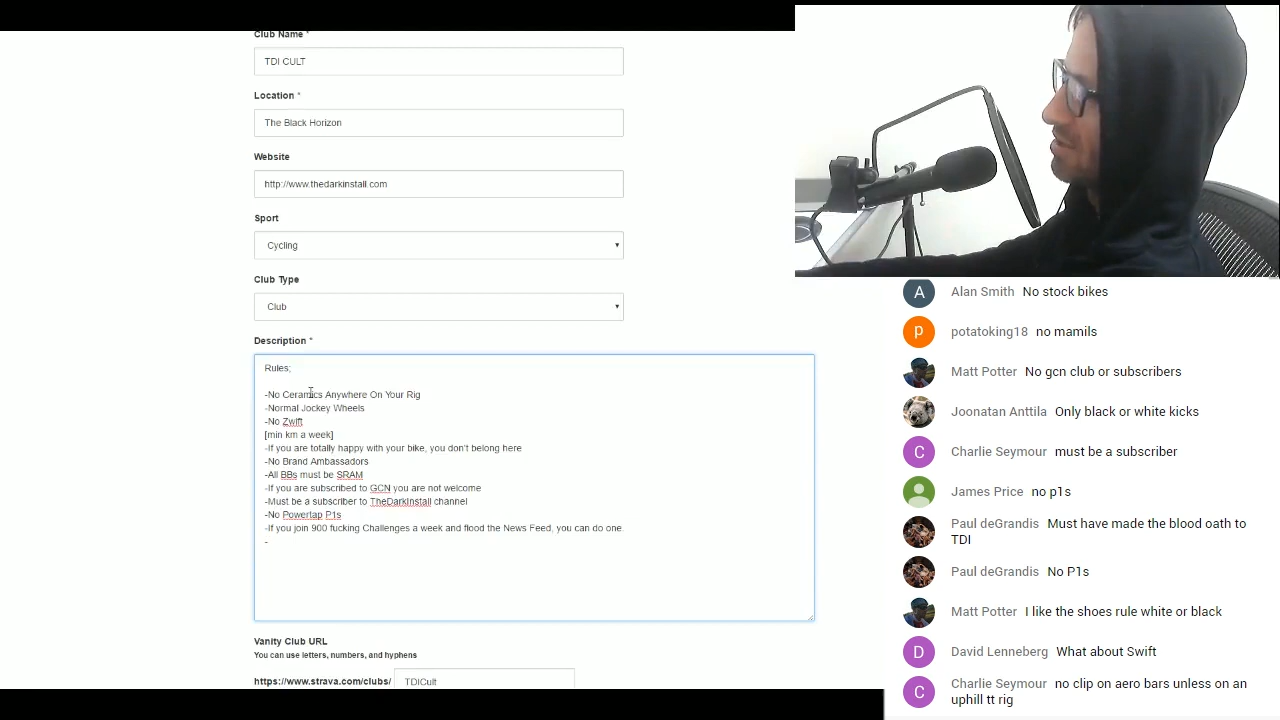 Club Name *
TDI CULT
Location *
The Black Horizon
Website
http://www.thedarkinstall.com
Sport
Cycling
Club Type
Club
Description *
Rules;
-No Ceramics Anywhere On Your Rig
-Normal Jockey Wheels
-No Zwift
[min km a week]
-If you are totally happy with your bike, you don't belong here
-No Brand Ambassadors
-All BBs must be SRAM
-If you are subscribed to GCN you are not welcome
-Must be a subscriber to TheDarkInstall channel
-No Powertap P1s
-If you join 900 fucking Challenges a week and flood the News Feed, you can do one.
-
Vanity Club URL
You can use letters, numbers, and hyphens
https://www.strava.com/clubs/ TDICult
A Alan Smith No stock bikes
p potatoking18 no mamils
Matt Potter No gcn club or subscribers
Joonatan Anttila Only black or white kicks
C Charlie Seymour must be a subscriber
James Price no p1s
Paul deGrandis Must have made the blood oath to
TDI
Paul deGrandis No P1s
Matt Potter I like the shoes rule white or black
D David Lenneberg What about Swift
C Charlie Seymour no clip on aero bars unless on an
uphill tt rig